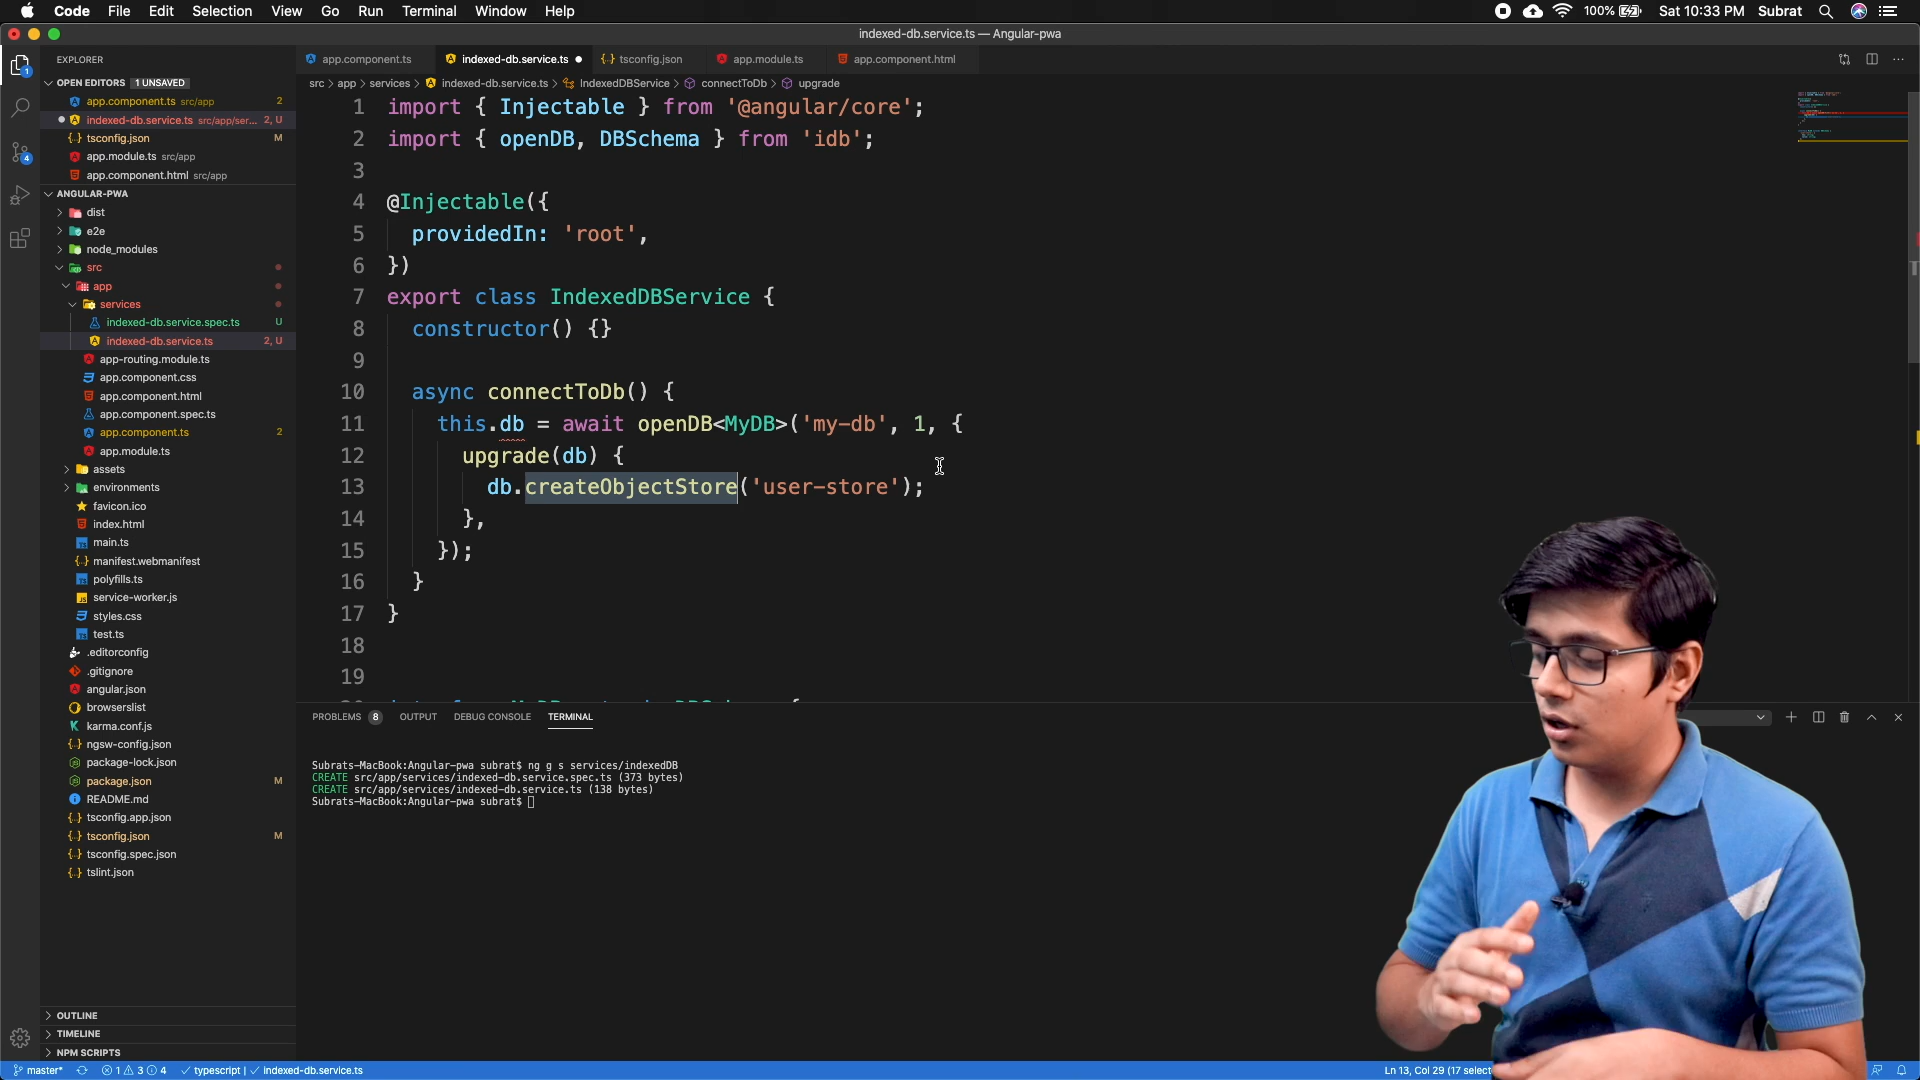 Code File Edit Selection View Go Run Terminal Window Help 100% Sat 10:33 PM Subrat
indexed-db.service.ts — Angular-pwa
EXPLORER
OPEN EDITORS 1 UNSAVED
app.component.ts src/app 2
indexed-db.service.ts src/app/ser... 2, U
tsconfig.json M
app.module.ts src/app
app.component.html src/app
ANGULAR-PWA
dist
e2e
node_modules
src
app
services
indexed-db.service.spec.ts U
indexed-db.service.ts 2, U
app-routing.module.ts
app.component.css
app.component.html
app.component.spec.ts
app.component.ts 2
app.module.ts
assets
environments
favicon.ico
index.html
main.ts
manifest.webmanifest
polyfills.ts
service-worker.js
styles.css
test.ts
.editorconfig
.gitignore
angular.json
browserslist
karma.conf.js
ngsw-config.json
package-lock.json
package.json M
README.md
tsconfig.app.json
tsconfig.json M
tsconfig.spec.json
tslint.json
OUTLINE
TIMELINE
NPM SCRIPTS
app.component.ts indexed-db.service.ts tsconfig.json app.module.ts app.component.html
src > app > services > indexed-db.service.ts > IndexedDBService > connectToDb > upgrade
1 import { Injectable } from '@angular/core';
2 import { openDB, DBSchema } from 'idb';
3
4 @Injectable({
5 providedIn: 'root',
6 })
7 export class IndexedDBService {
8 constructor() {}
9
10 async connectToDb() {
11 this.db = await openDB<MyDB>('my-db', 1, {
12 upgrade(db) {
13 db.createObjectStore('user-store');
14 },
15 });
16 }
17 }
18
19
PROBLEMS 8 OUTPUT DEBUG CONSOLE TERMINAL
Subrats-MacBook:Angular-pwa subrat$ ng g s services/indexedDB
CREATE src/app/services/indexed-db.service.spec.ts (373 bytes)
CREATE src/app/services/indexed-db.service.ts (138 bytes)
Subrats-MacBook:Angular-pwa subrat$
master* 1 3 4 typescript | indexed-db.service.ts Ln 13, Col 29 (17 select